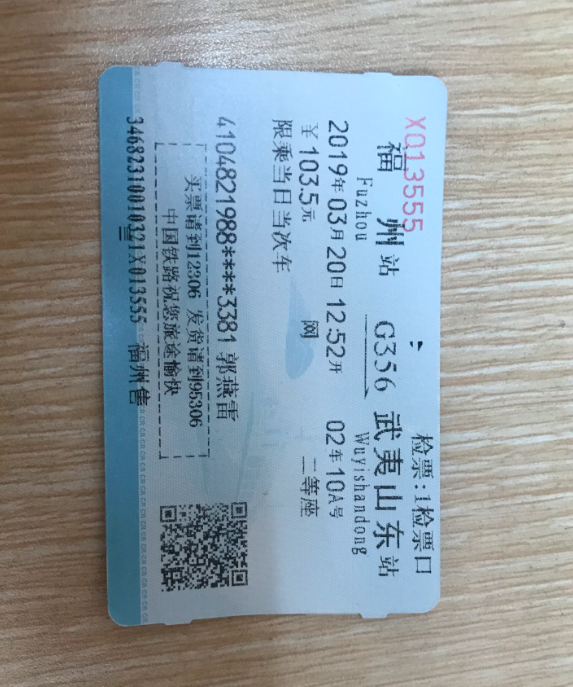 X013555 检票:1检票口
福州站 G356 武夷山东站
Fuzhou Wuyishandong
2019年03月20日12:52开 02车10A号
￥103.5元 网 二等座
限乘当日当次车
4104821988****3381 郭燕雷
买票请到12306 发货请到95306
中国铁路祝您旅途愉快
34682310010321X013555 福州售